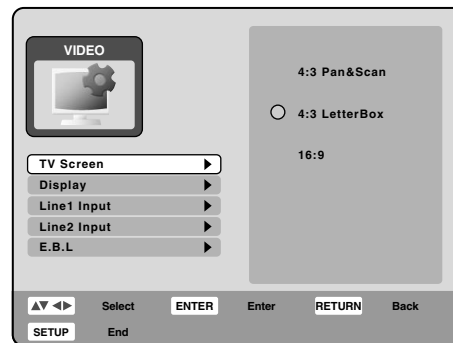 VIDEO
TV Screen
Display
Line1 Input
Line2 Input
E.B.L
4:3 Pan&Scan
4:3 LetterBox
16:9
Select ENTER Enter RETURN Back
SETUP End